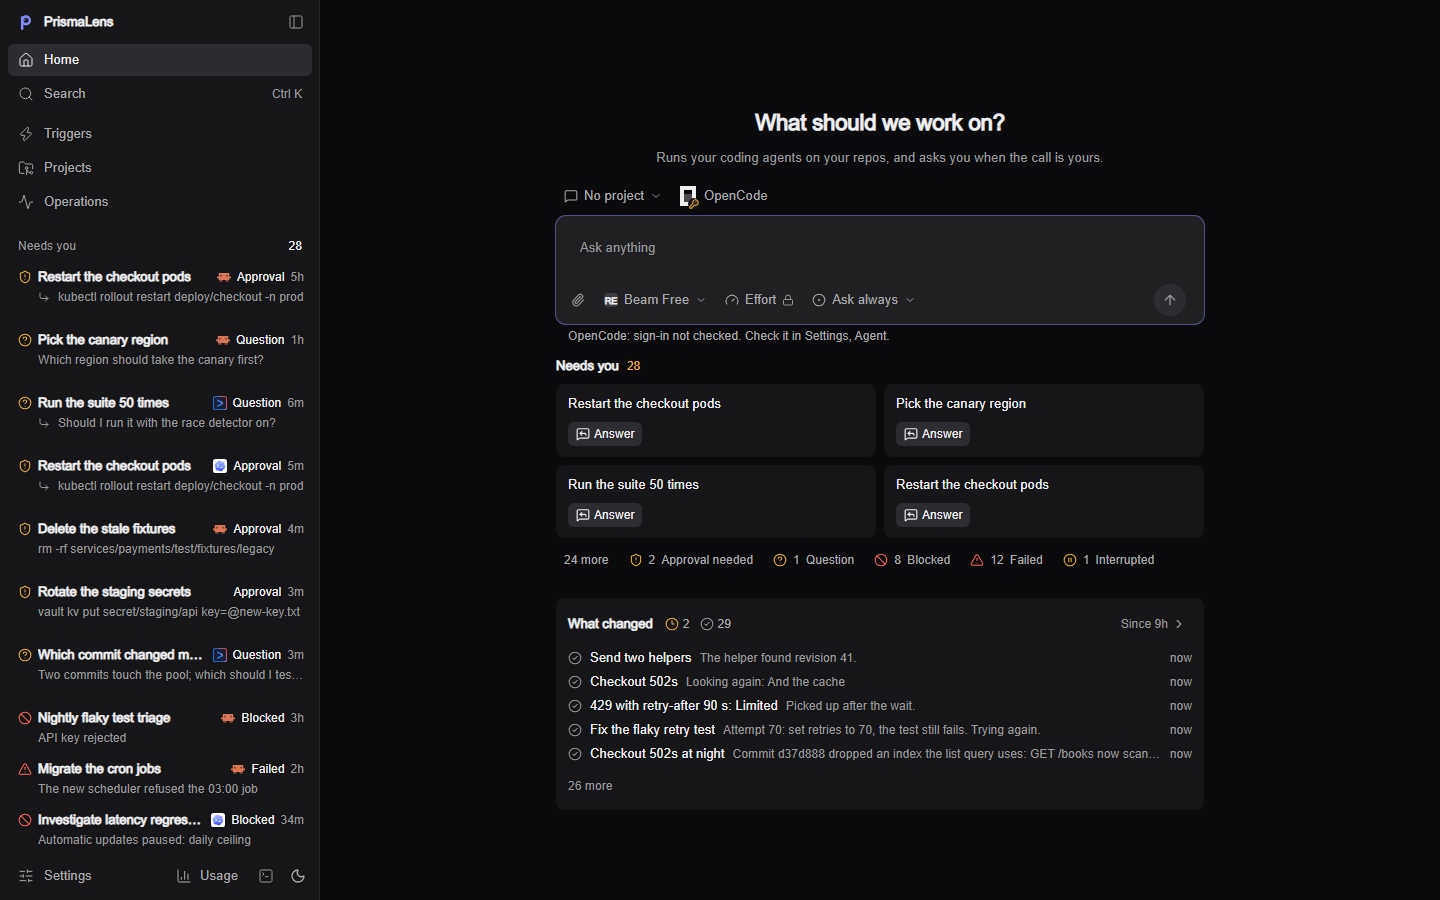 PrismaLens
Home
Search Ctrl K
Triggers
Projects
Operations
Needs you 28
Restart the checkout pods Approval 5h
kubectl rollout restart deploy/checkout -n prod
Pick the canary region Question 1h
Which region should take the canary first?
Run the suite 50 times Question 6m
Should I run it with the race detector on?
Restart the checkout pods Approval 5m
kubectl rollout restart deploy/checkout -n prod
Delete the stale fixtures Approval 4m
rm -rf services/payments/test/fixtures/legacy
Rotate the staging secrets Approval 3m
vault kv put secret/staging/api key=@new-key.txt
Which commit changed m... Question 3m
Two commits touch the pool; which should I tes...
Nightly flaky test triage Blocked 3h
API key rejected
Migrate the cron jobs Failed 2h
The new scheduler refused the 03:00 job
Investigate latency regres... Blocked 34m
Automatic updates paused: daily ceiling
Settings Usage
What should we work on?
Runs your coding agents on your repos, and asks you when the call is yours.
No project OpenCode
Ask anything
RE Beam Free Effort Ask always
OpenCode: sign-in not checked. Check it in Settings, Agent.
Needs you 28
Restart the checkout pods
Answer
Pick the canary region
Answer
Run the suite 50 times
Answer
Restart the checkout pods
Answer
24 more 2 Approval needed 1 Question 8 Blocked 12 Failed 1 Interrupted
What changed 2 29 Since 9h
Send two helpers The helper found revision 41. now
Checkout 502s Looking again: And the cache now
429 with retry-after 90 s: Limited Picked up after the wait. now
Fix the flaky retry test Attempt 70: set retries to 70, the test still fails. Trying again. now
Checkout 502s at night Commit d37d888 dropped an index the list query uses: GET /books now scan... now
26 more